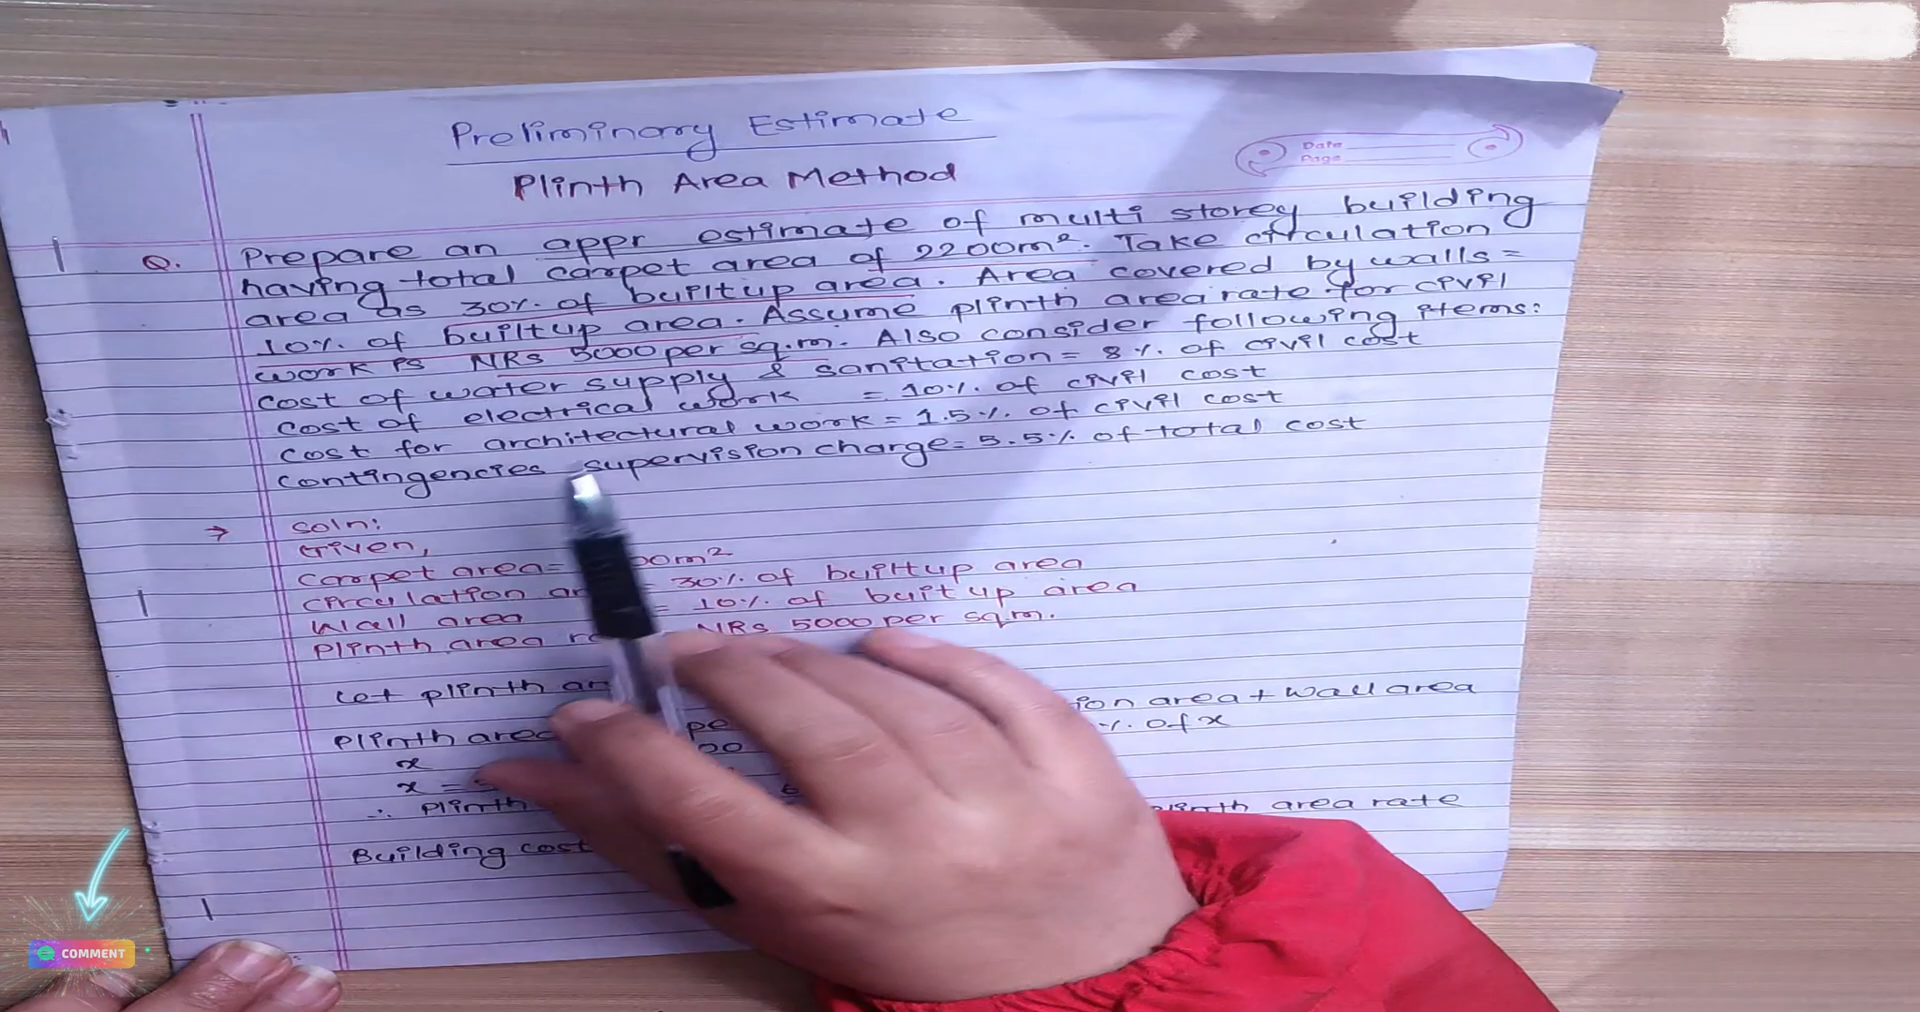 Preliminary Estimate
Plinth Area Method
Date
Page
Q. Prepare an appr estimate of multi storey building
having total carpet area of 2200m². Take circulation
area as 30% of builtup area. Area covered by walls =
10% of builtup area. Assume plinth area rate for civil
work is NRs 5000 per sq.m. Also consider following items:
cost of water supply & sanitation = 8% of civil cost
cost of electrical work = 10% of civil cost
cost for architectural work = 1.5% of civil cost
contingencies supervision charge = 5.5% of total cost
→ Soln:
Given,
carpet area = 00m²
circulation = 30% of builtup area
Wall area = 10% of buitup area
Plinth area NRs 5000 per sq.m.
Let plinth
Plinth area area + wall area
x % of x
x =
∴ Plinth area rate
Building cost
COMMENT